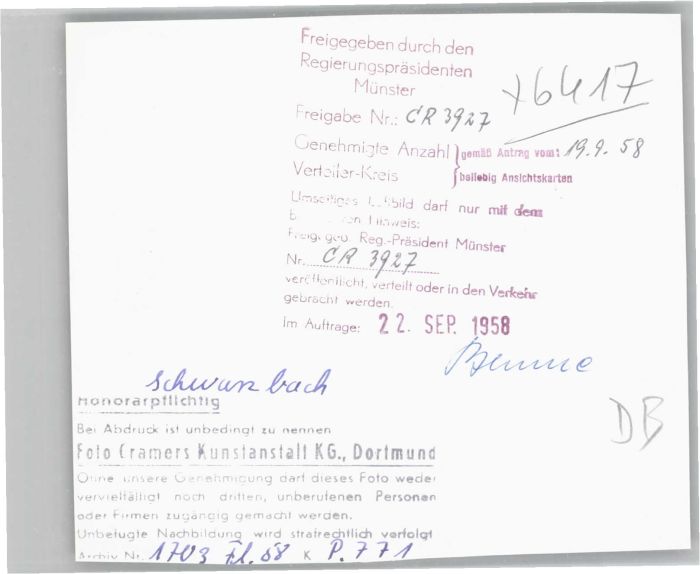 Freigegeben durch den
Regierungspräsidenten
Münster
Freigabe Nr.: CR 3927
x6417
Genehmigte Anzahl } gemäß Antrag vom: 19.9.58
Verteiler-Kreis } beliebig Ansichtskarten
Umseitiges Luftbild darf nur mit dem
Hinweis:
Freigegeb. Reg.-Präsident Münster
Nr. CR 3927
veröffentlicht, verteilt oder in den Verkehr
gebracht werden.
Im Auftrage: 22. SEP. 1958
schwarzbach
Honorarpflichtig
DB
Bei Abdruck ist unbedingt zu nennen
Foto Cramers Kunstanstalt KG., Dortmund
Ohne unsere Genehmigung darf dieses Foto weder
vervielfältigt noch dritten, unberufenen Personen
oder Firmen zugängig gemacht werden.
Unbefugte Nachbildung wird strafrechtlich verfolgt
Archiv Nr. 1703 Fl. 58 K P. 771